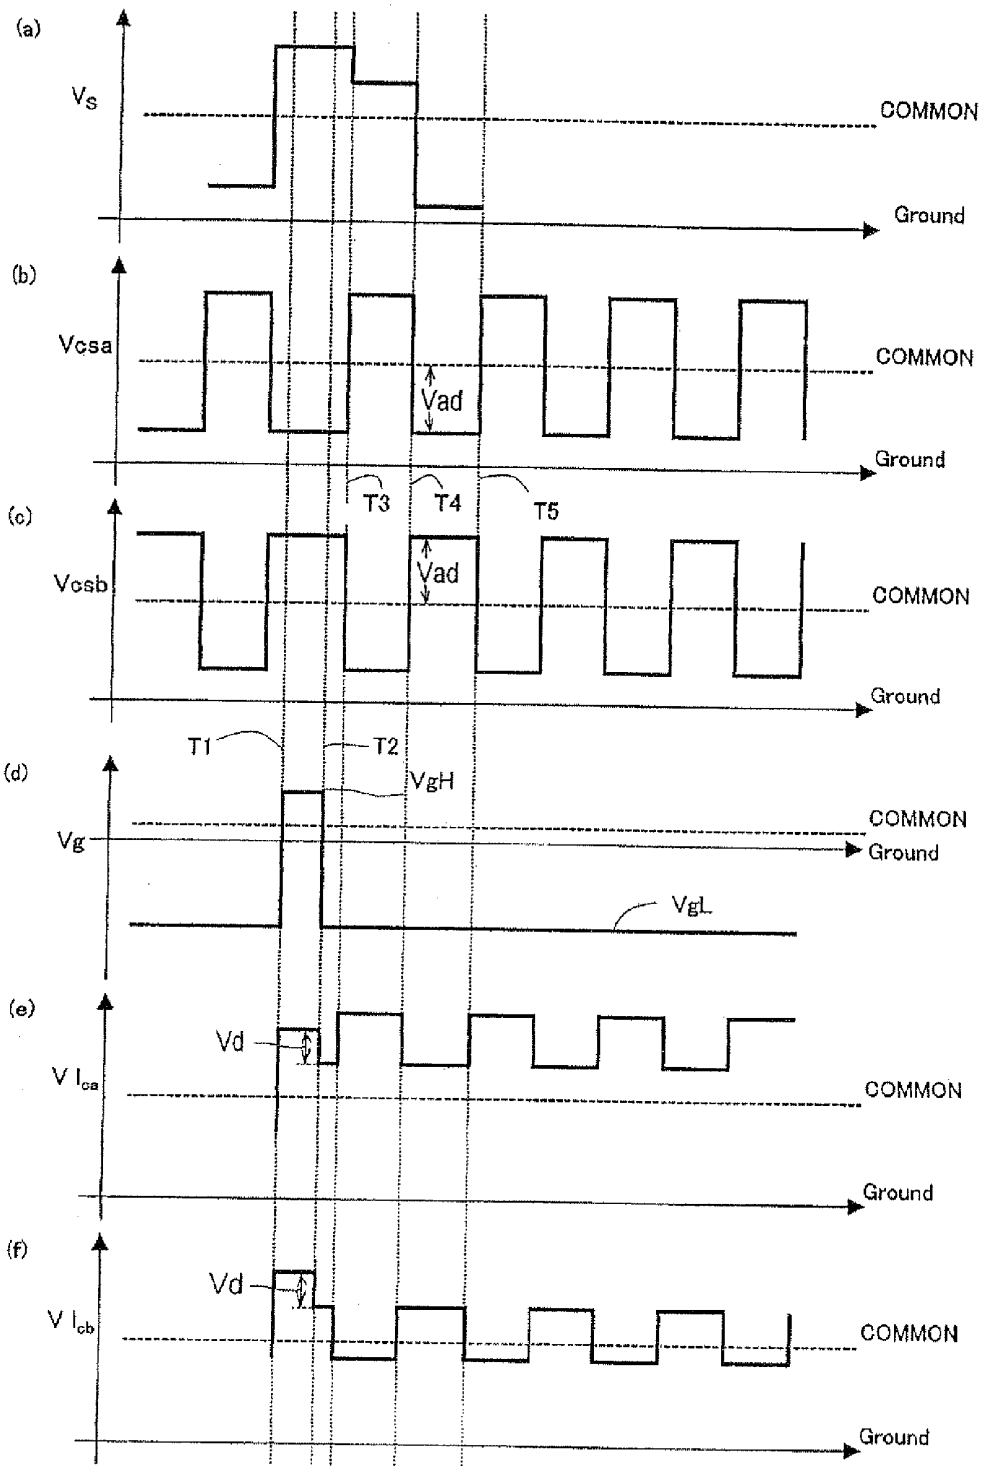 (a)
Vs
COMMON
Ground
(b)
Vcsa
COMMON
Vad
Ground
T3
T4
T5
(c)
Vcsb
Vad
COMMON
Ground
T1
T2
(d)
VgH
COMMON
Vg
Ground
VgL
(e)
Vd
V lca
COMMON
Ground
(f)
Vd
V lcb
COMMON
Ground